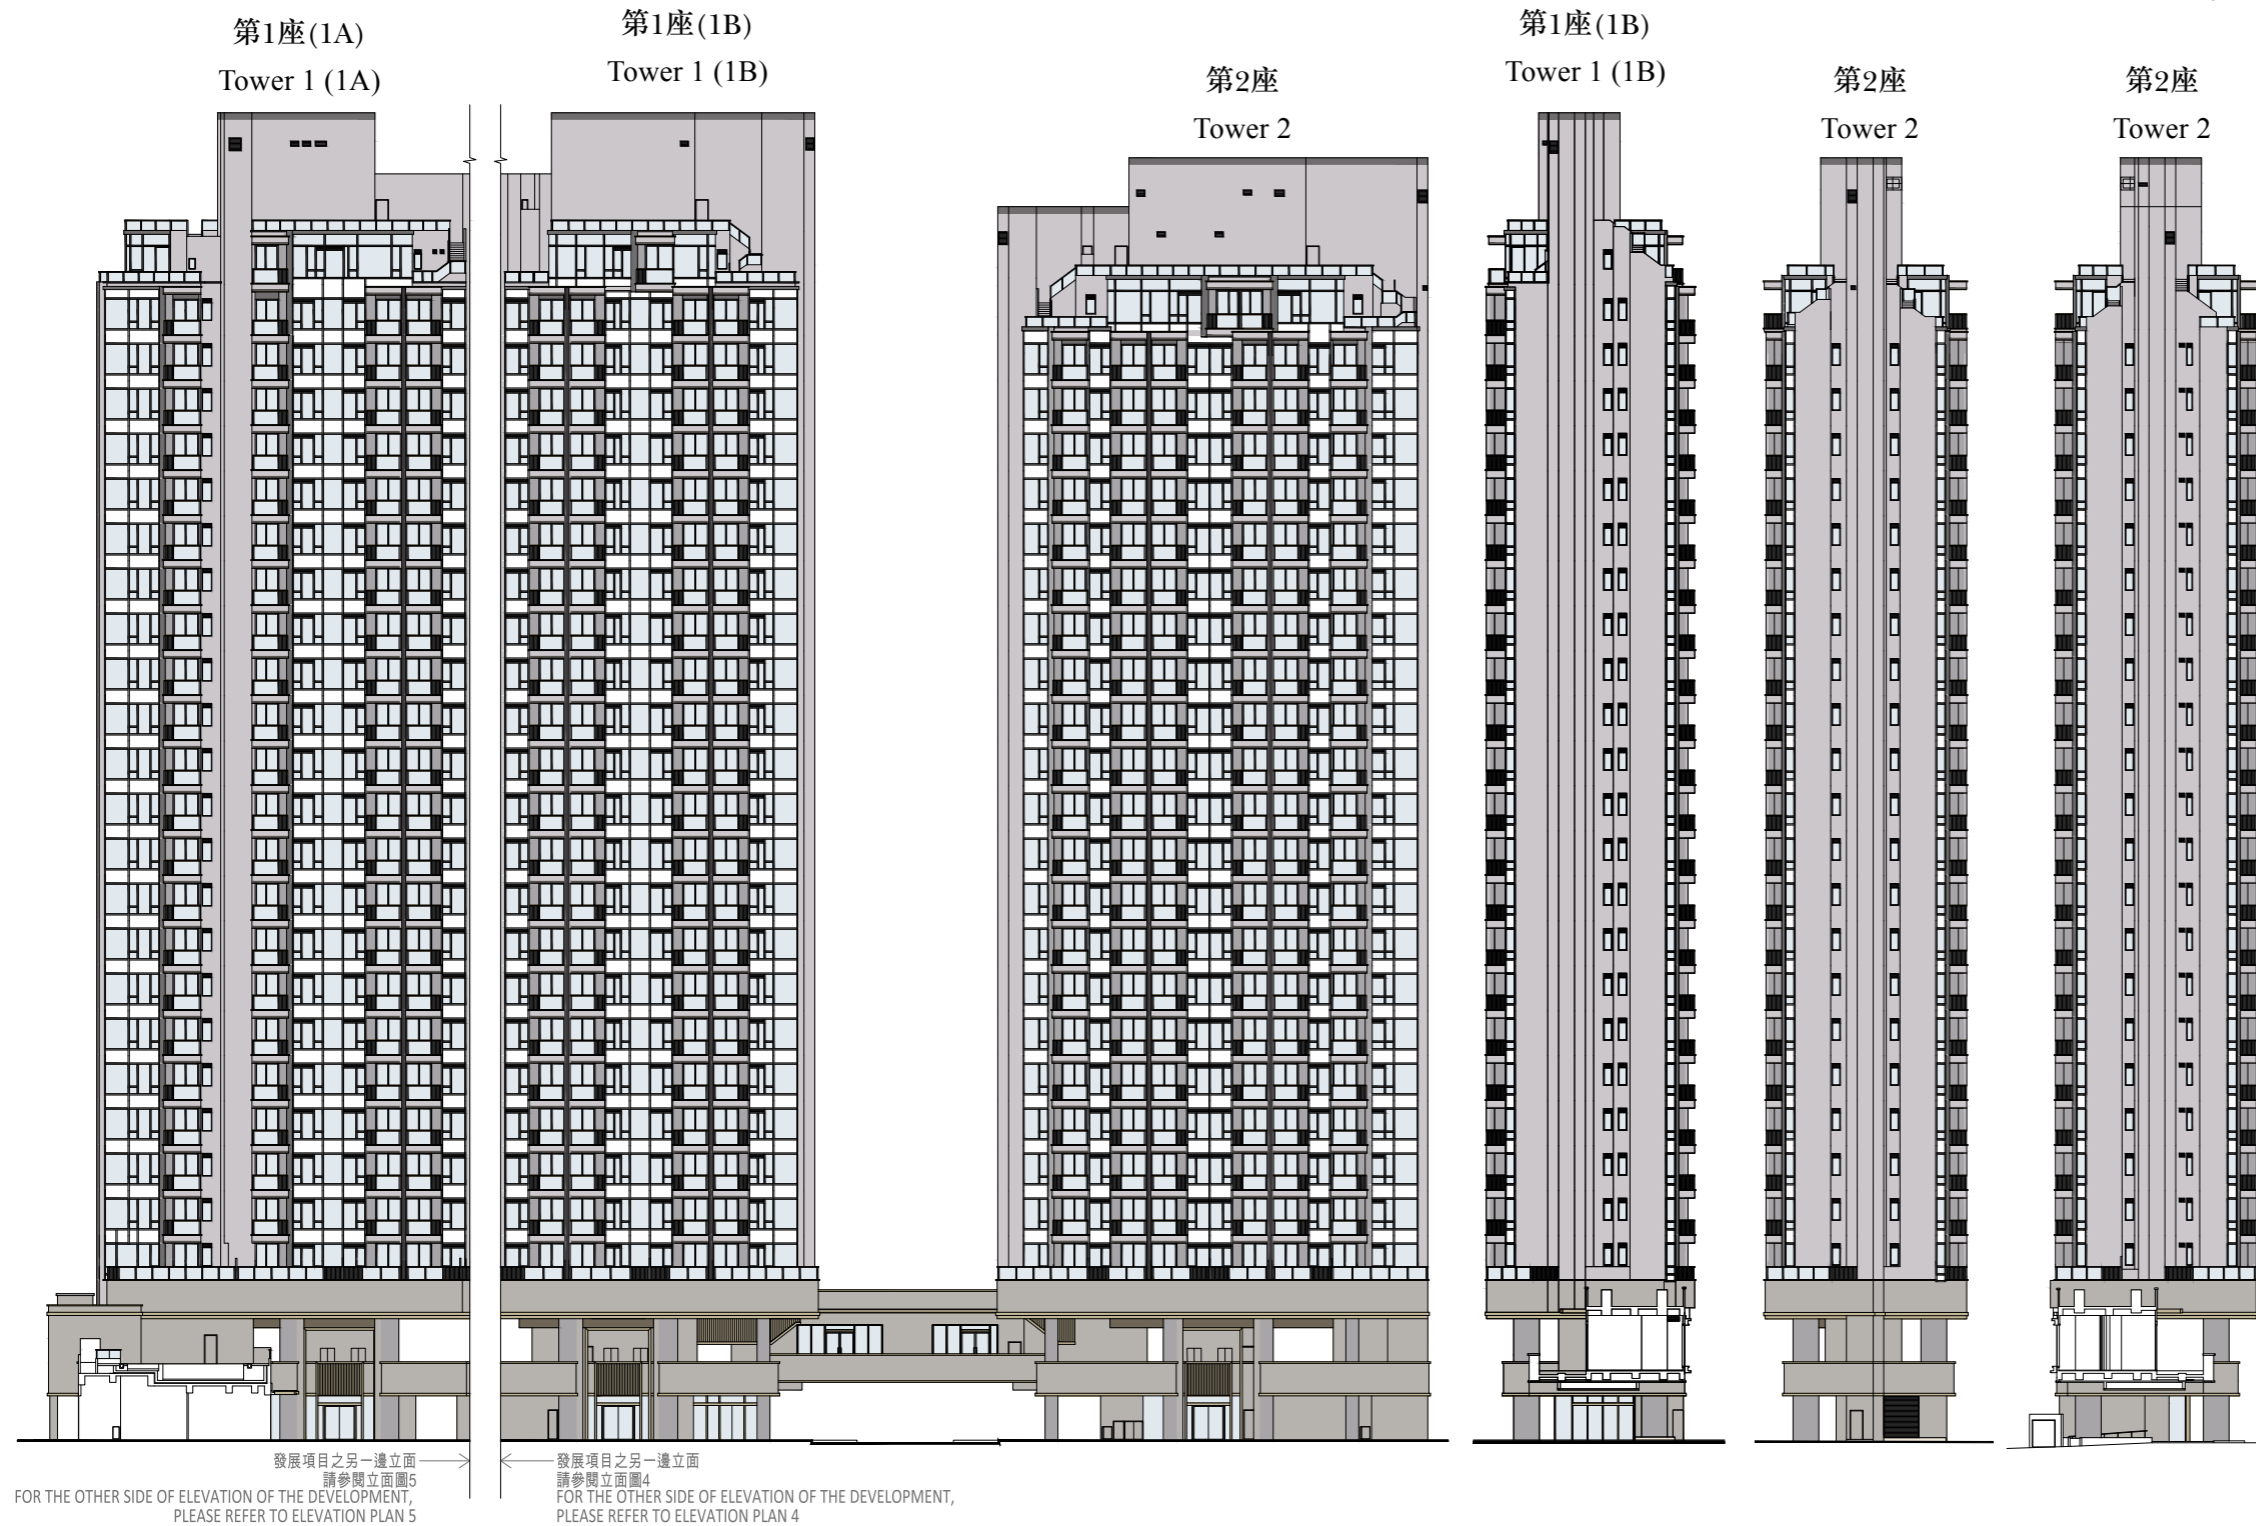 第1座(1A)
Tower 1 (1A)
第1座(1B)
Tower 1 (1B)
第2座
Tower 2
第1座(1B)
Tower 1 (1B)
第2座
Tower 2
第2座
Tower 2
發展項目之另一邊立面
請參閱立面圖5
FOR THE OTHER SIDE OF ELEVATION OF THE DEVELOPMENT,
PLEASE REFER TO ELEVATION PLAN 5
發展項目之另一邊立面
請參閱立面圖4
FOR THE OTHER SIDE OF ELEVATION OF THE DEVELOPMENT,
PLEASE REFER TO ELEVATION PLAN 4